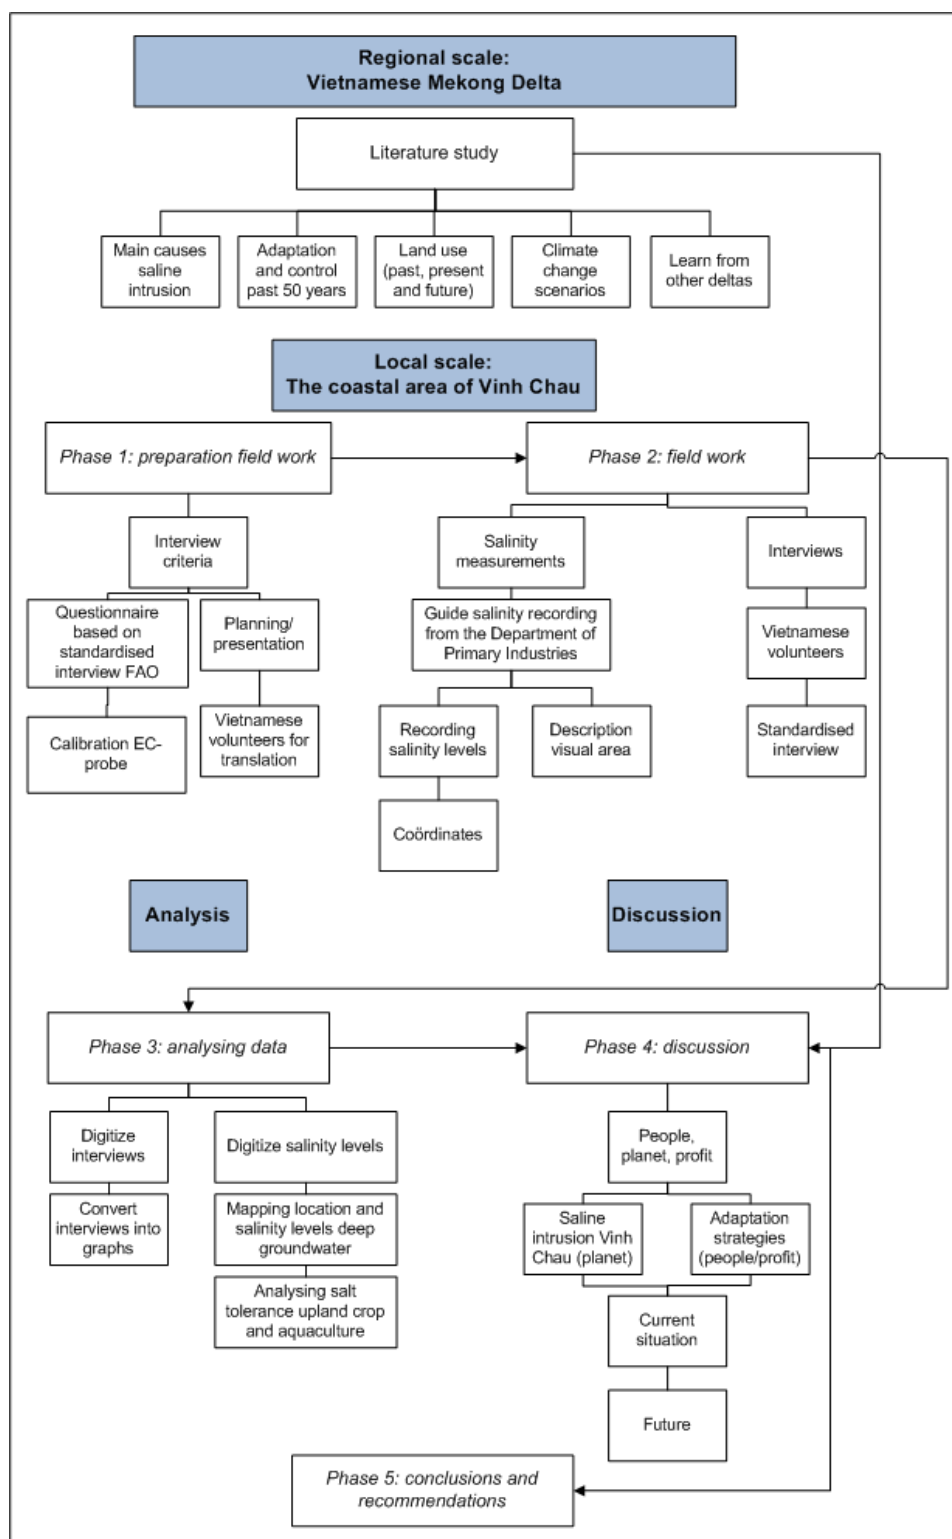 Regional scale:
Vietnamese Mekong Delta
Literature study
Main causes
saline
intrusion
Adaptation
and control
past 50 years
Land use
(past, present
and future)
Climate
change
scenarios
Learn from
other deltas
Local scale:
The coastal area of Vinh Chau
Phase 1: preparation field work
Phase 2: field work
Interview
criteria
Questionnaire
based on
standardised
interview FAO
Planning/
presentation
Calibration EC-
probe
Vietnamese
volunteers for
translation
Salinity
measurements
Guide salinity recording
from the Department of
Primary Industries
Recording
salinity levels
Description
visual area
Coördinates
Interviews
Vietnamese
volunteers
Standardised
interview
Analysis
Discussion
Phase 3: analysing data
Phase 4: discussion
Digitize
interviews
Convert
interviews into
graphs
Digitize salinity levels
Mapping location and
salinity levels deep
groundwater
Analysing salt
tolerance upland crop
and aquaculture
People,
planet, profit
Saline
intrusion Vinh
Chau (planet)
Adaptation
strategies
(people/profit)
Current
situation
Future
Phase 5: conclusions and
recommendations